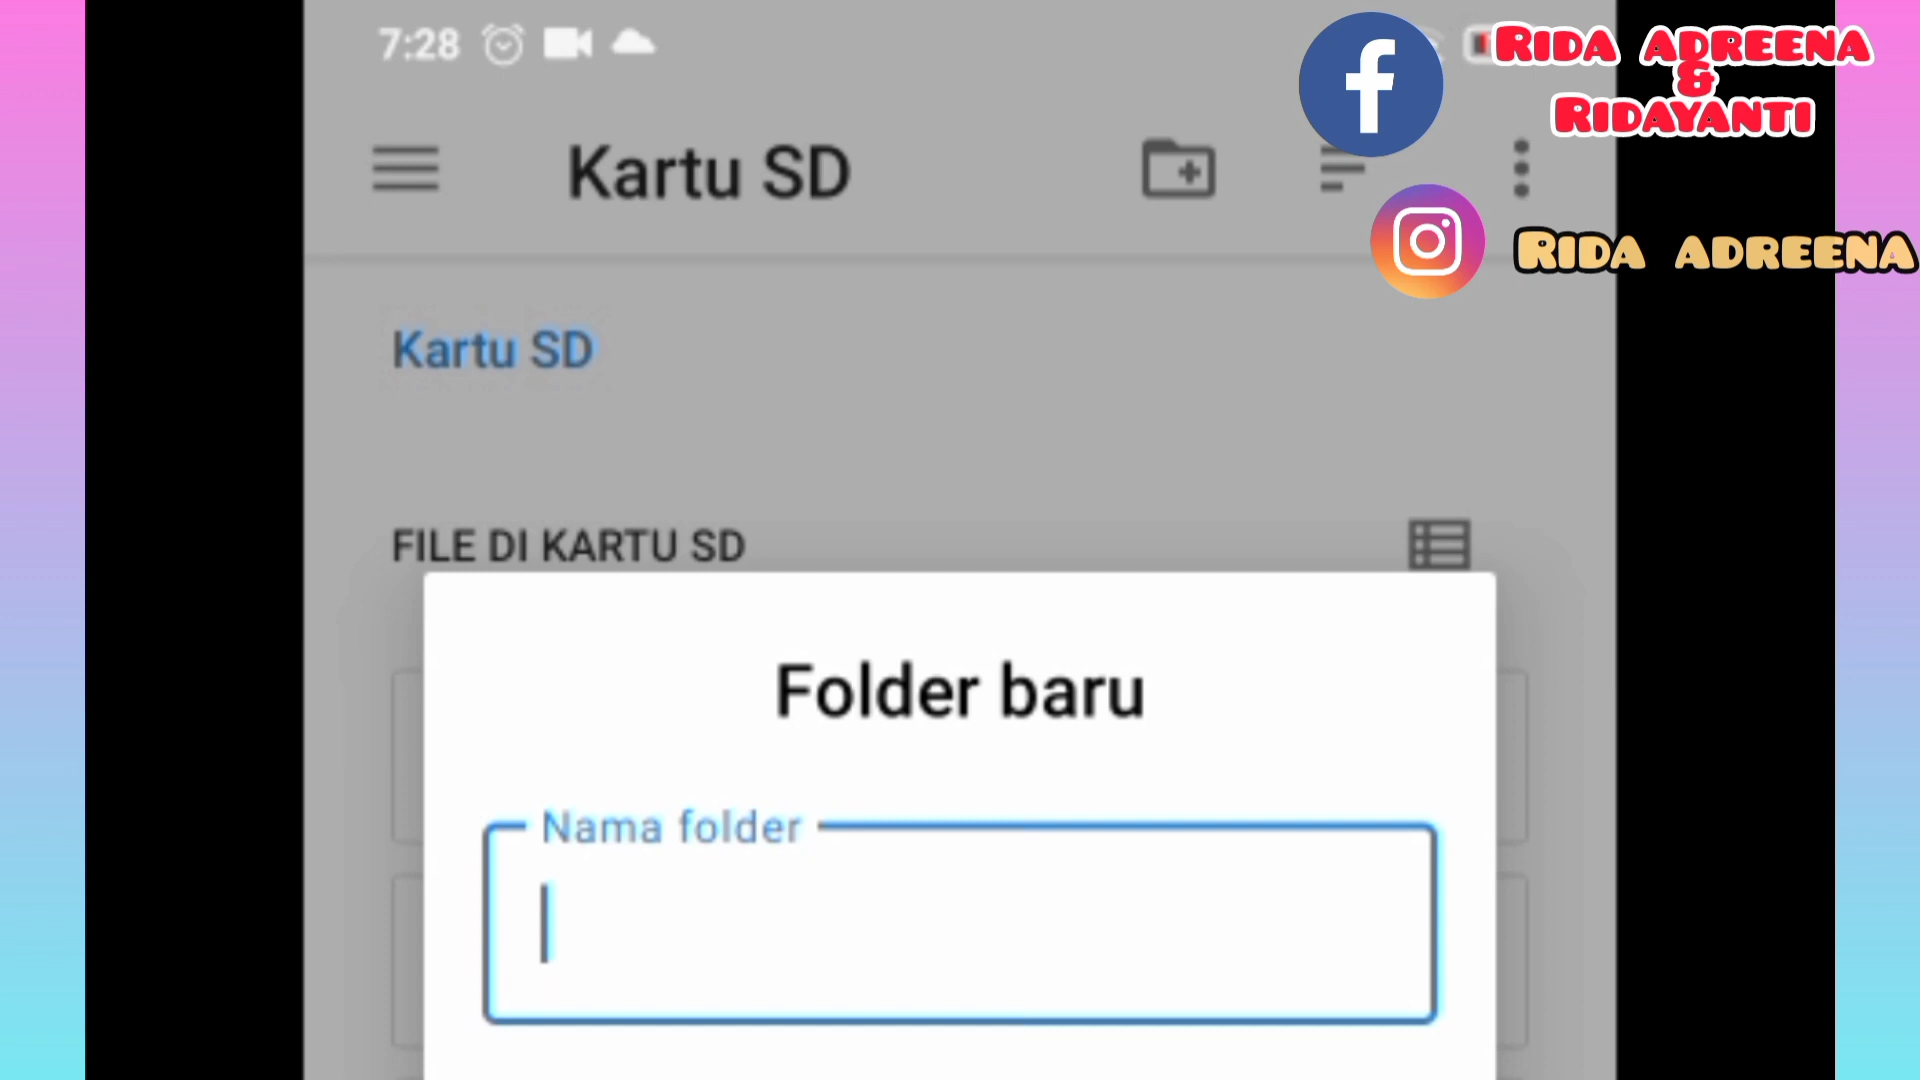 7:28
RIDA ADREENA
&
RIDAYANTI
Kartu SD
RIDA ADREENA
Kartu SD
FILE DI KARTU SD
Folder baru
Nama folder